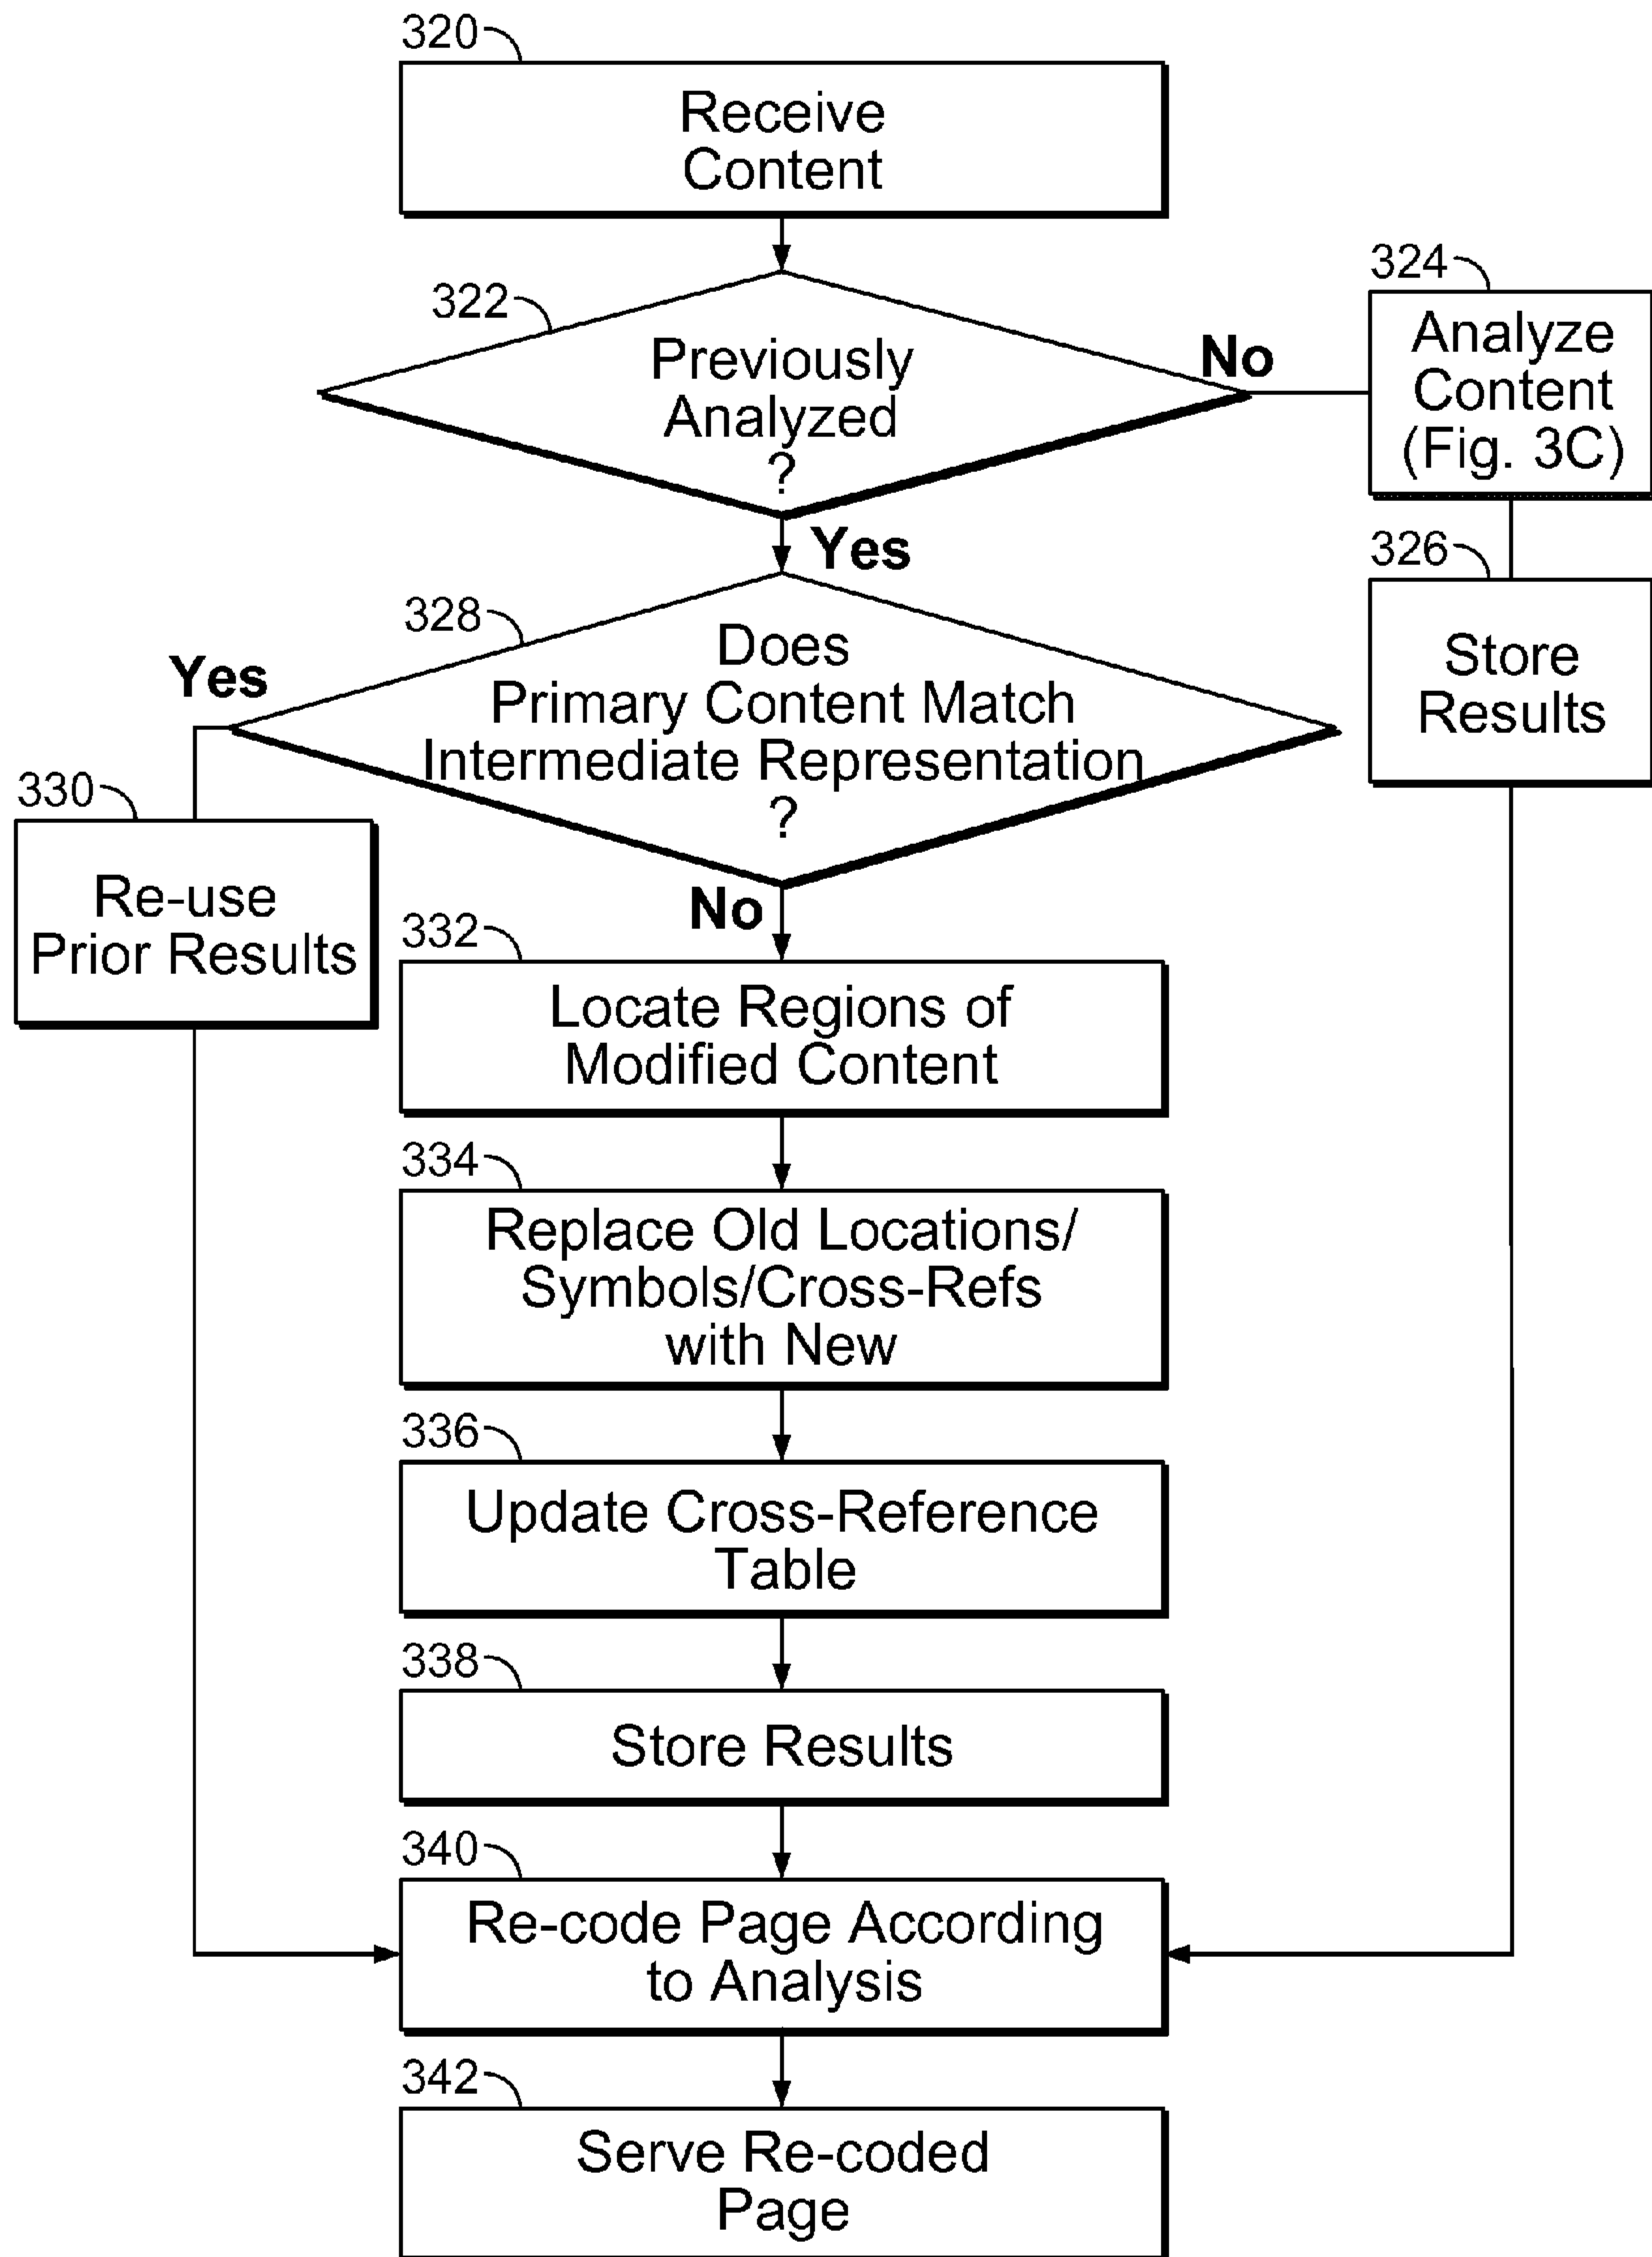 320
Receive
Content
322
Previously
Analyzed
?
No
324
Analyze
Content
(Fig. 3C)
Yes
326
Store
Results
328
Does
Primary Content Match
Intermediate Representation
?
Yes
330
Re-use
Prior Results
No
332
Locate Regions of
Modified Content
334
Replace Old Locations/
Symbols/Cross-Refs
with New
336
Update Cross-Reference
Table
338
Store Results
340
Re-code Page According
to Analysis
342
Serve Re-coded
Page